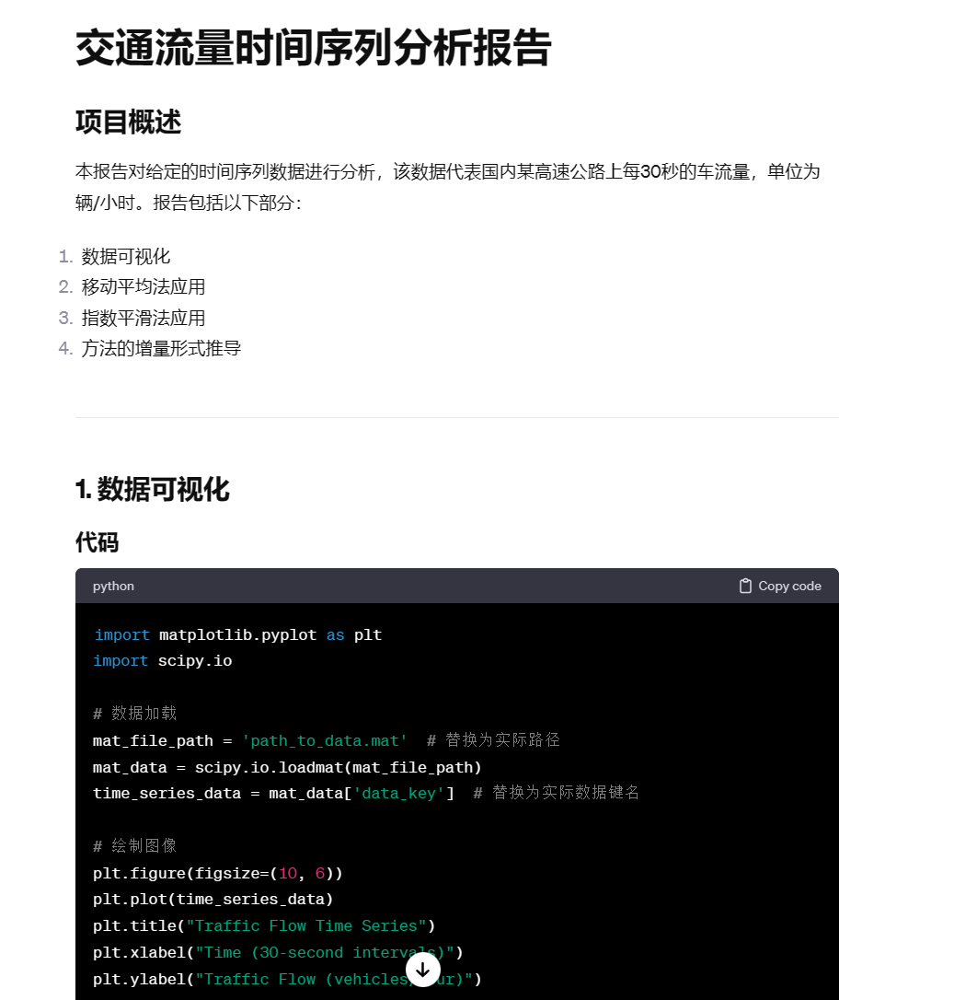 交通流量时间序列分析报告
项目概述
本报告对给定的时间序列数据进行分析，该数据代表国内某高速公路上每30秒的车流量，单位为
辆/小时。报告包括以下部分：
1. 数据可视化
2. 移动平均法应用
3. 指数平滑法应用
4. 方法的增量形式推导
1. 数据可视化
代码
python Copy code
import matplotlib.pyplot as plt
import scipy.io
# 数据加载
mat_file_path = 'path_to_data.mat'  # 替换为实际路径
mat_data = scipy.io.loadmat(mat_file_path)
time_series_data = mat_data['data_key']  # 替换为实际数据键名
# 绘制图像
plt.figure(figsize=(10, 6))
plt.plot(time_series_data)
plt.title("Traffic Flow Time Series")
plt.xlabel("Time (30-second intervals)")
plt.ylabel("Traffic Flow (vehicles/hour)")